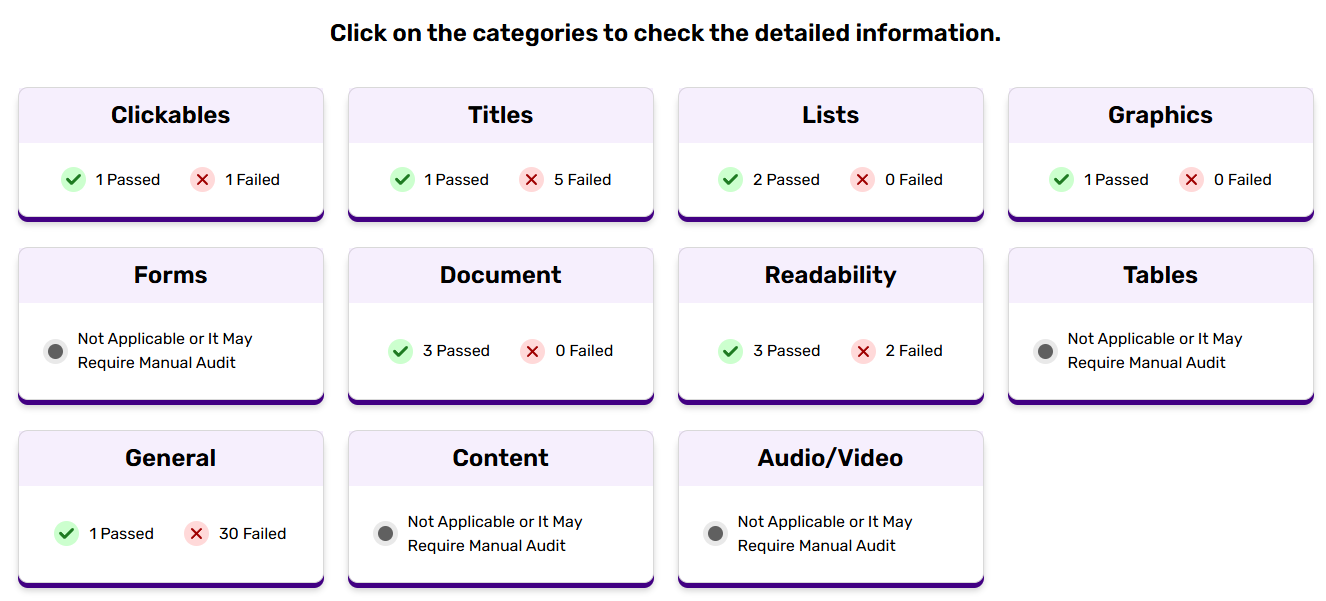 Click on the categories to check the detailed information.
Clickables
1 Passed
1 Failed
Titles
1 Passed
5 Failed
Lists
2 Passed
0 Failed
Graphics
1 Passed
0 Failed
Forms
Not Applicable or It May
Require Manual Audit
Document
3 Passed
0 Failed
Readability
3 Passed
2 Failed
Tables
Not Applicable or It May
Require Manual Audit
General
1 Passed
30 Failed
Content
Not Applicable or It May
Require Manual Audit
Audio/Video
Not Applicable or It May
Require Manual Audit